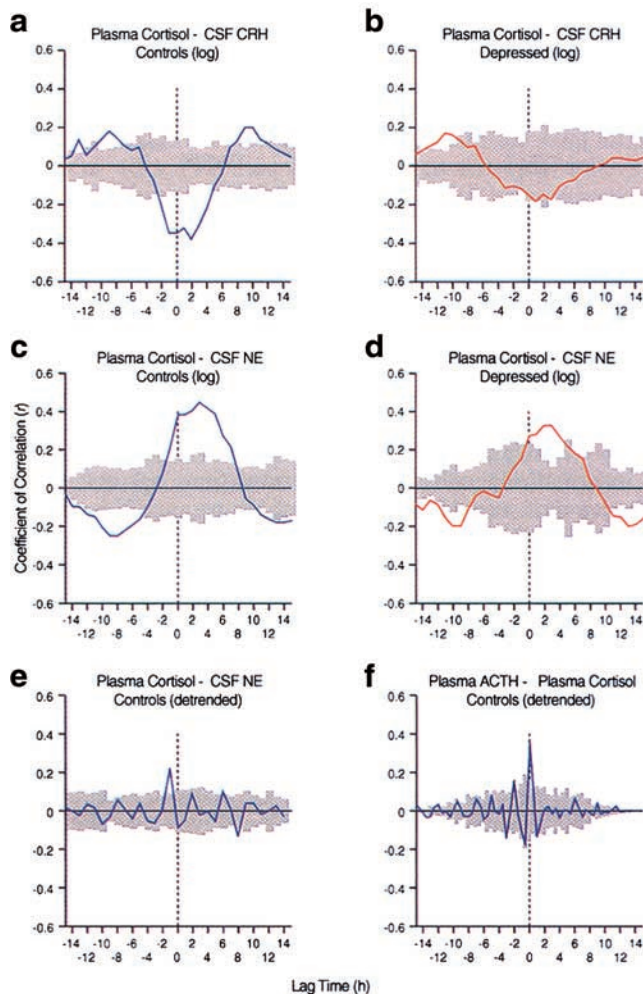 a
Plasma Cortisol - CSF CRH
Controls (log)
0.6
0.4
0.2
0
-0.2
-0.4
-0.6
-14 -10 -6 -2 2 6 10 14
-12 -8 -4 0 4 8 12
b
Plasma Cortisol - CSF CRH
Depressed (log)
0.6
0.4
0.2
0
-0.2
-0.4
-0.6
-14 -10 -6 -2 2 6 10 14
-12 -8 -4 0 4 8 12
c
Plasma Cortisol - CSF NE
Controls (log)
0.6
0.4
0.2
0
-0.2
-0.4
-0.6
-14 -10 -6 -2 2 6 10 14
-12 -8 -4 0 4 8 12
d
Plasma Cortisol - CSF NE
Depressed (log)
0.6
0.4
0.2
0
-0.2
-0.4
-0.6
-14 -10 -6 -2 2 6 10 14
-12 -8 -4 0 4 8 12
Coefficient of Correlation (r)
e
Plasma Cortisol - CSF NE
Controls (detrended)
0.6
0.4
0.2
0
-0.2
-0.4
-0.6
-14 -10 -6 -2 2 6 10 14
-12 -8 -4 0 4 8 12
f
Plasma ACTH - Plasma Cortisol
Controls (detrended)
0.6
0.4
0.2
0
-0.2
-0.4
-0.6
-14 -10 -6 -2 2 6 10 14
-12 -8 -4 0 4 8 12
Lag Time (h)